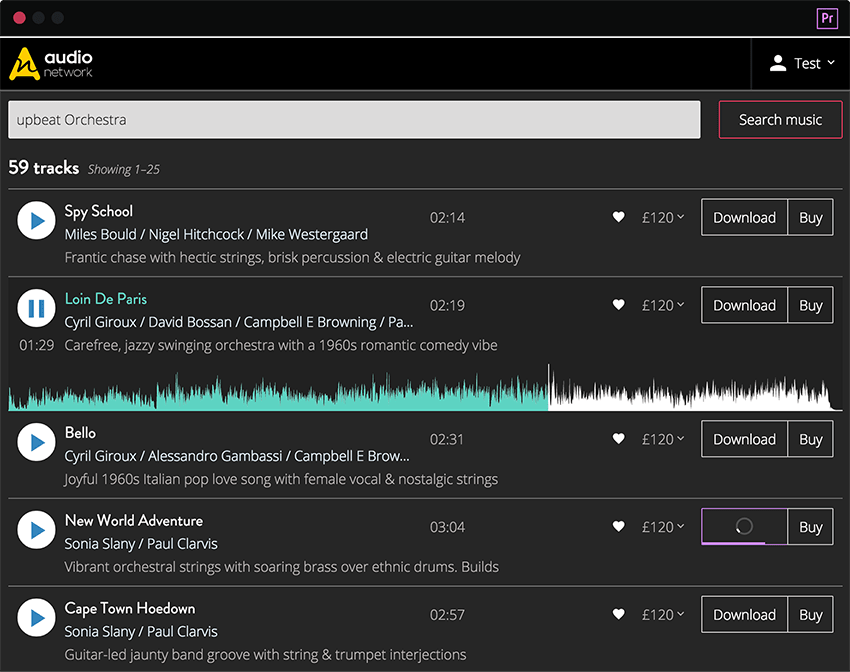 Pr
audio
network
Test
upbeat Orchestra
Search music
59 tracks Showing 1–25
Spy School
02:14
£120
Download Buy
Miles Bould / Nigel Hitchcock / Mike Westergaard
Frantic chase with hectic strings, brisk percussion & electric guitar melody
Loin De Paris
02:19
£120
Download Buy
Cyril Giroux / David Bossan / Campbell E Browning / Pa...
01:29 Carefree, jazzy swinging orchestra with a 1960s romantic comedy vibe
Bello
02:31
£120
Download Buy
Cyril Giroux / Alessandro Gambassi / Campbell E Brow...
Joyful 1960s Italian pop love song with female vocal & nostalgic strings
New World Adventure
03:04
£120
Buy
Sonia Slany / Paul Clarvis
Vibrant orchestral strings with soaring brass over ethnic drums. Builds
Cape Town Hoedown
02:57
£120
Download Buy
Sonia Slany / Paul Clarvis
Guitar-led jaunty band groove with string & trumpet interjections